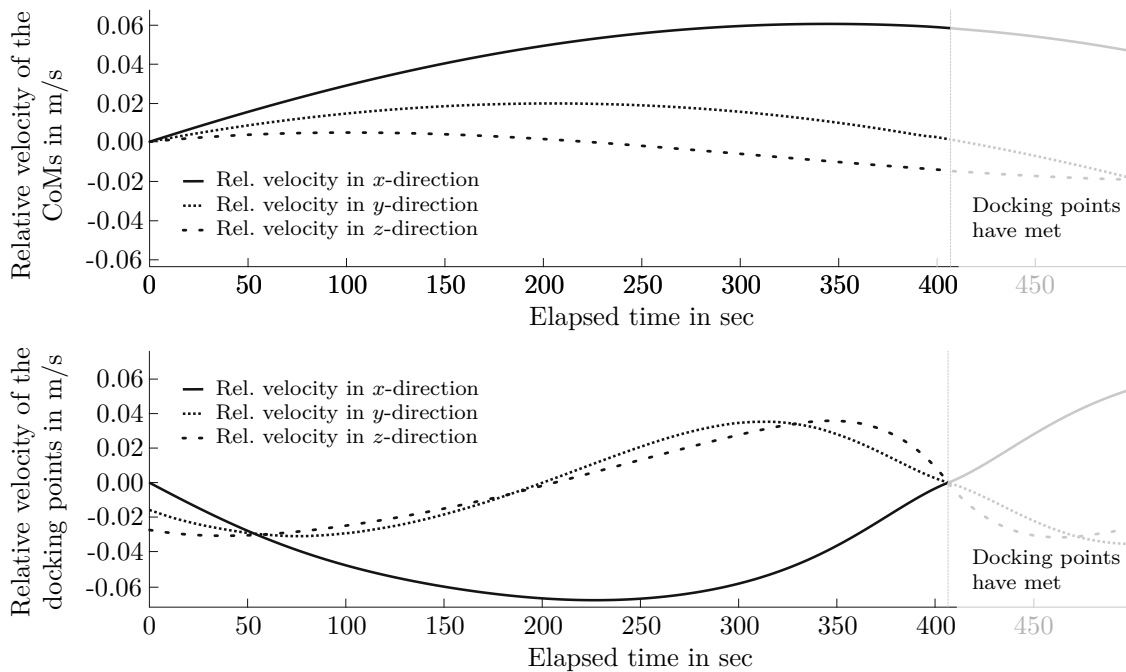 Relative velocity of the
CoMs in m/s
0.06
0.04
0.02
0.00
-0.02
-0.04
-0.06
Rel. velocity in x-direction
Rel. velocity in y-direction
Rel. velocity in z-direction
Docking points
have met
0 50 100 150 200 250 300 350 400 450
Elapsed time in sec
Relative velocity of the
docking points in m/s
0.06
0.04
0.02
0.00
-0.02
-0.04
-0.06
Rel. velocity in x-direction
Rel. velocity in y-direction
Rel. velocity in z-direction
Docking points
have met
0 50 100 150 200 250 300 350 400 450
Elapsed time in sec